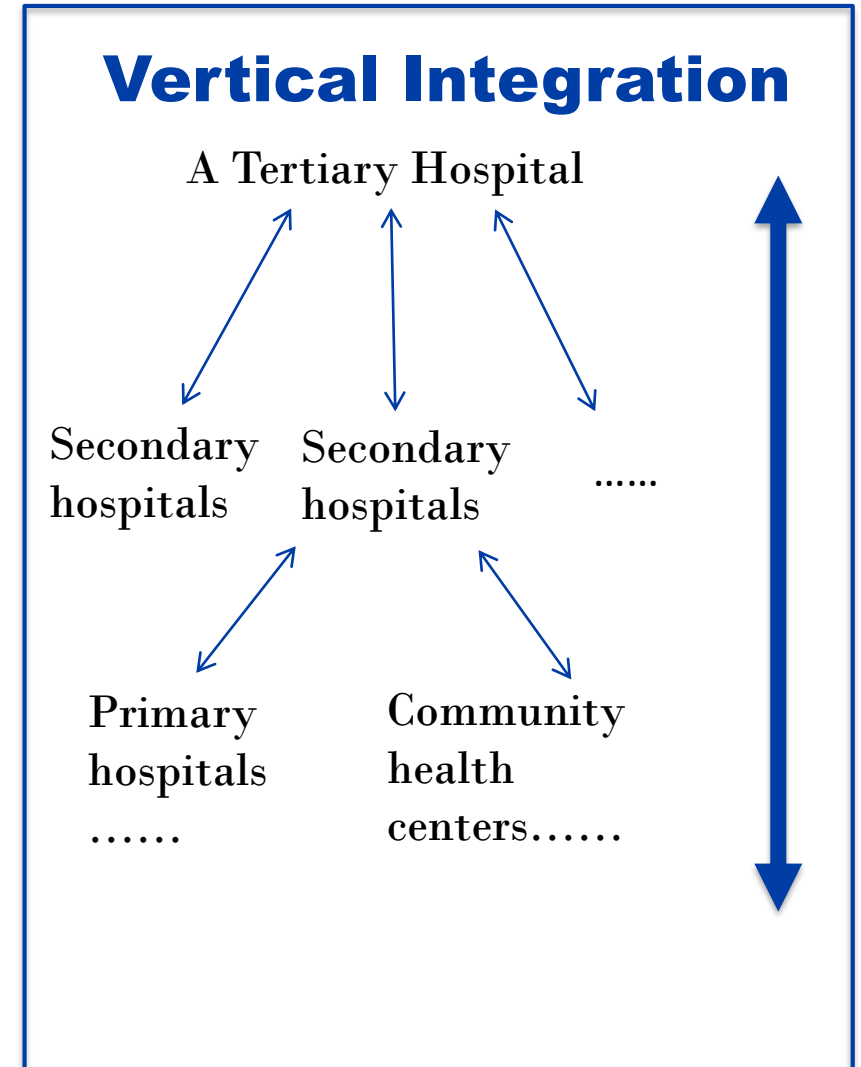 Vertical Integration
A Tertiary Hospital
Secondary
hospitals
Secondary
hospitals
......
Primary
hospitals
......
Community
health
centers......